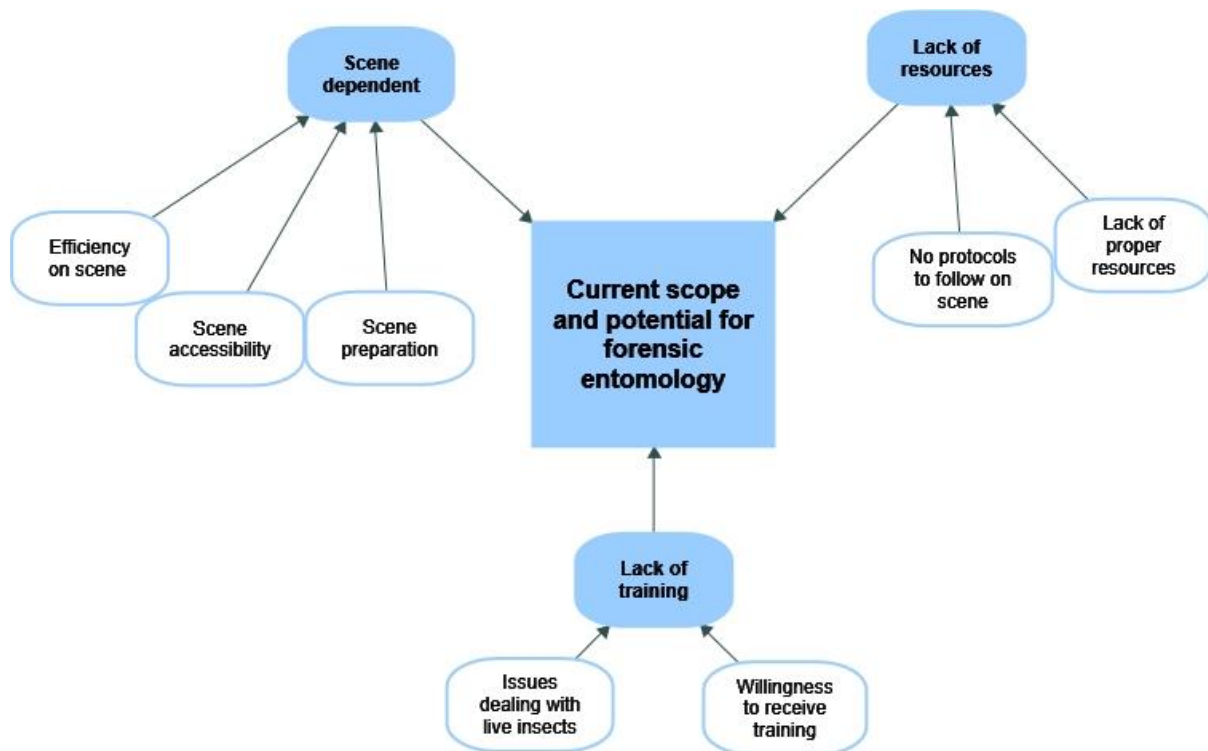 Scene
dependent
Lack of
resources
Efficiency
on scene
Scene
accessibility
Scene
preparation
No protocols
to follow on
scene
Lack of
proper
resources
Current scope
and potential for
forensic
entomology
Lack of
training
Issues
dealing with
live insects
Willingness
to receive
training